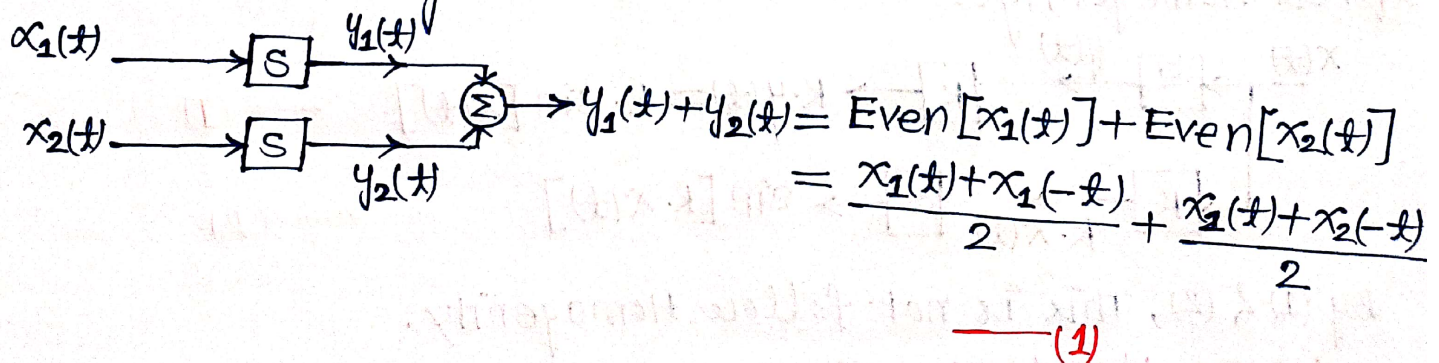 x₁(t) → S y₁(t)
Σ → y₁(t)+y₂(t) = Even[x₁(t)]+Even[x₂(t)]
x₂(t) → S y₂(t)
= (x₁(t)+x₁(-t))/2 + (x₂(t)+x₂(-t))/2
(1)